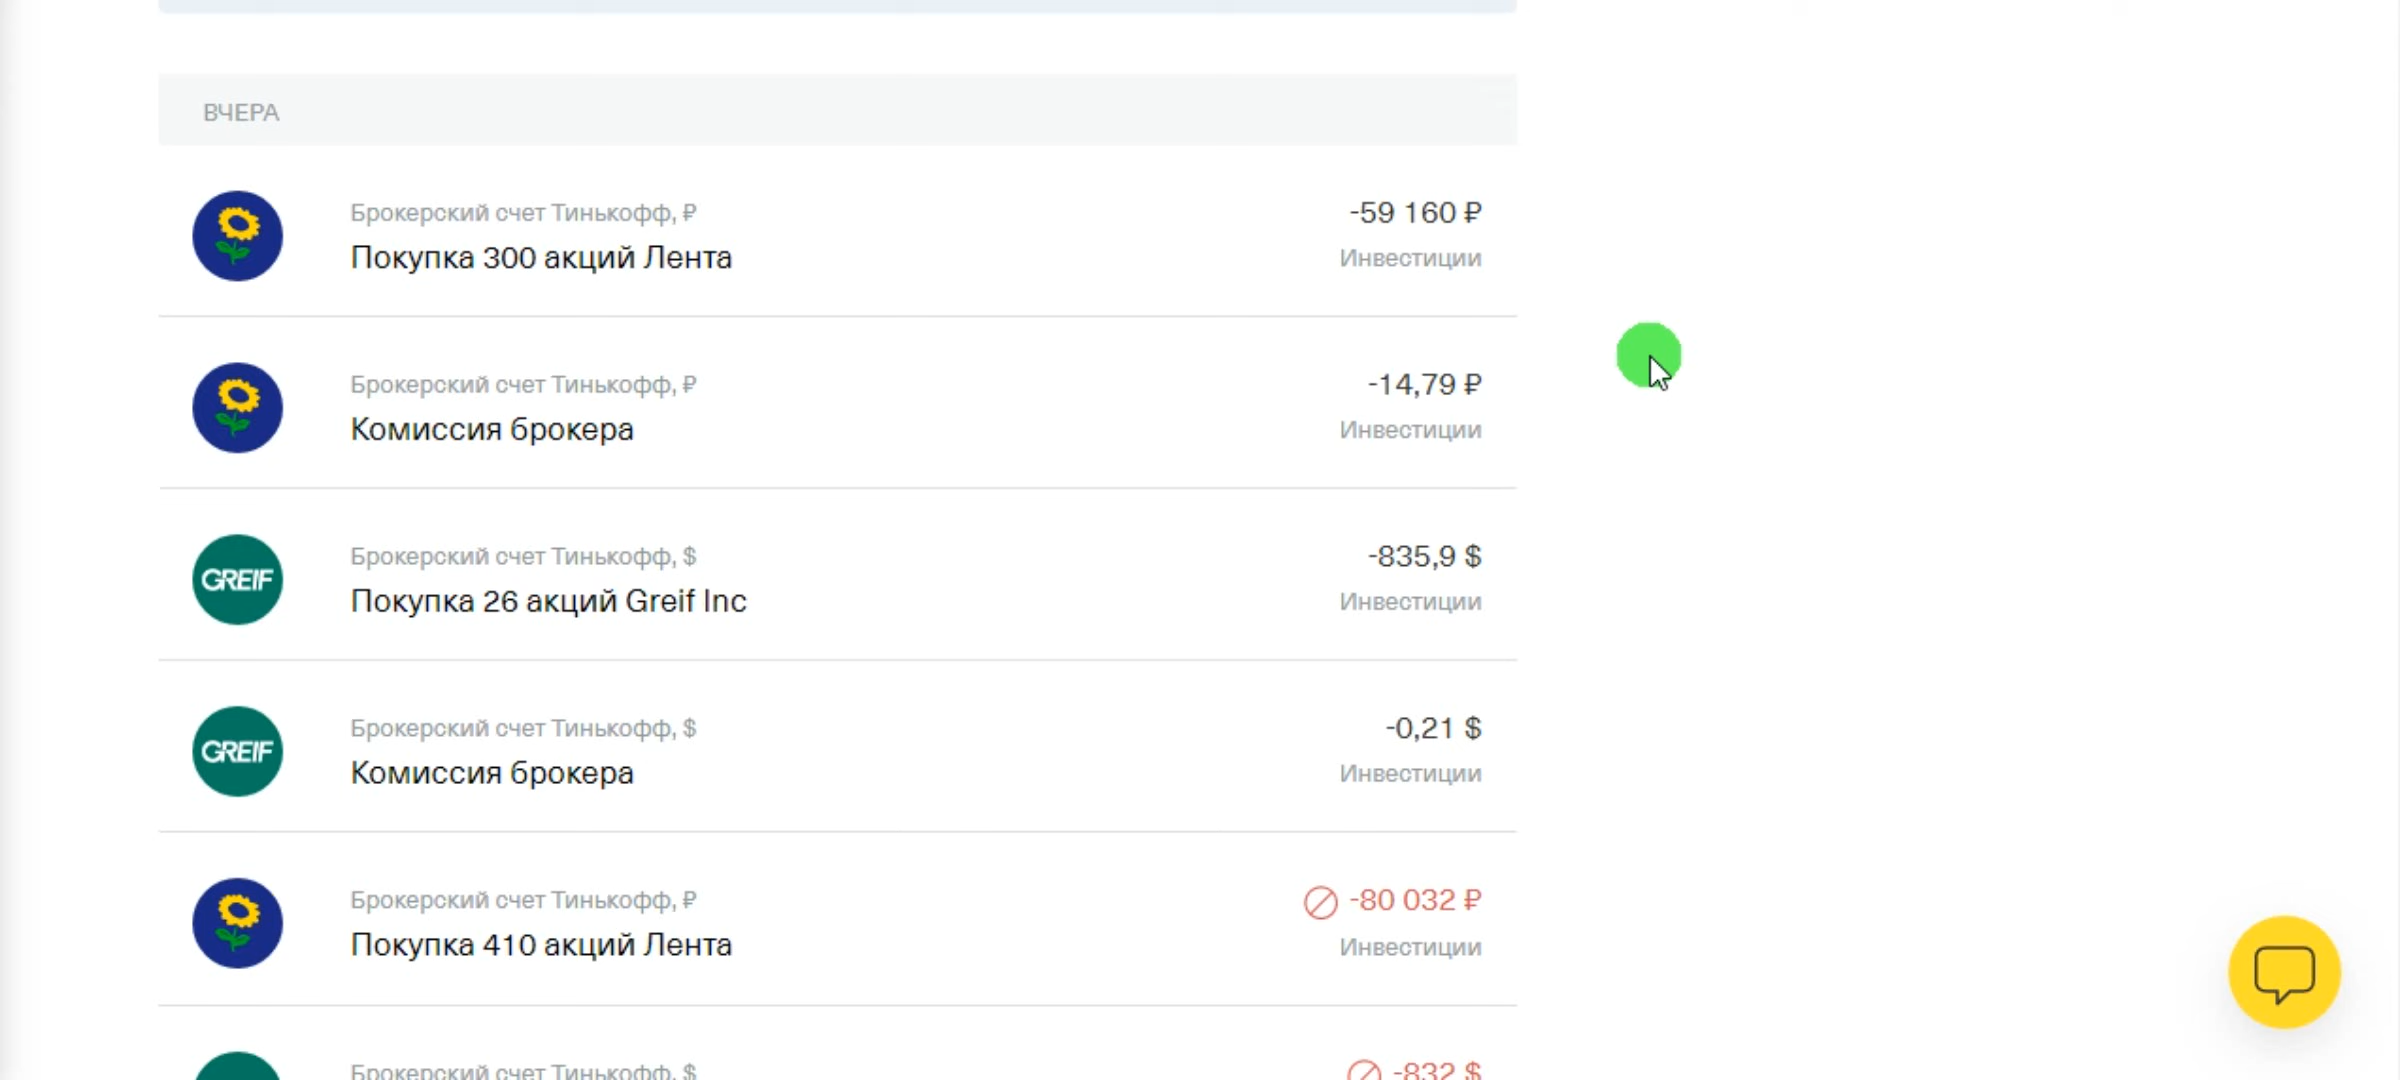 ВЧЕРА
Брокерский счет Тинькофф, ₽
-59 160 ₽
Покупка 300 акций Лента
Инвестиции
Брокерский счет Тинькофф, ₽
-14,79 ₽
Комиссия брокера
Инвестиции
GREIF
Брокерский счет Тинькофф, $
-835,9 $
Покупка 26 акций Greif Inc
Инвестиции
GREIF
Брокерский счет Тинькофф, $
-0,21 $
Комиссия брокера
Инвестиции
Брокерский счет Тинькофф, ₽
-80 032 ₽
Покупка 410 акций Лента
Инвестиции
Брокерский счет Тинькофф, $
-832 $